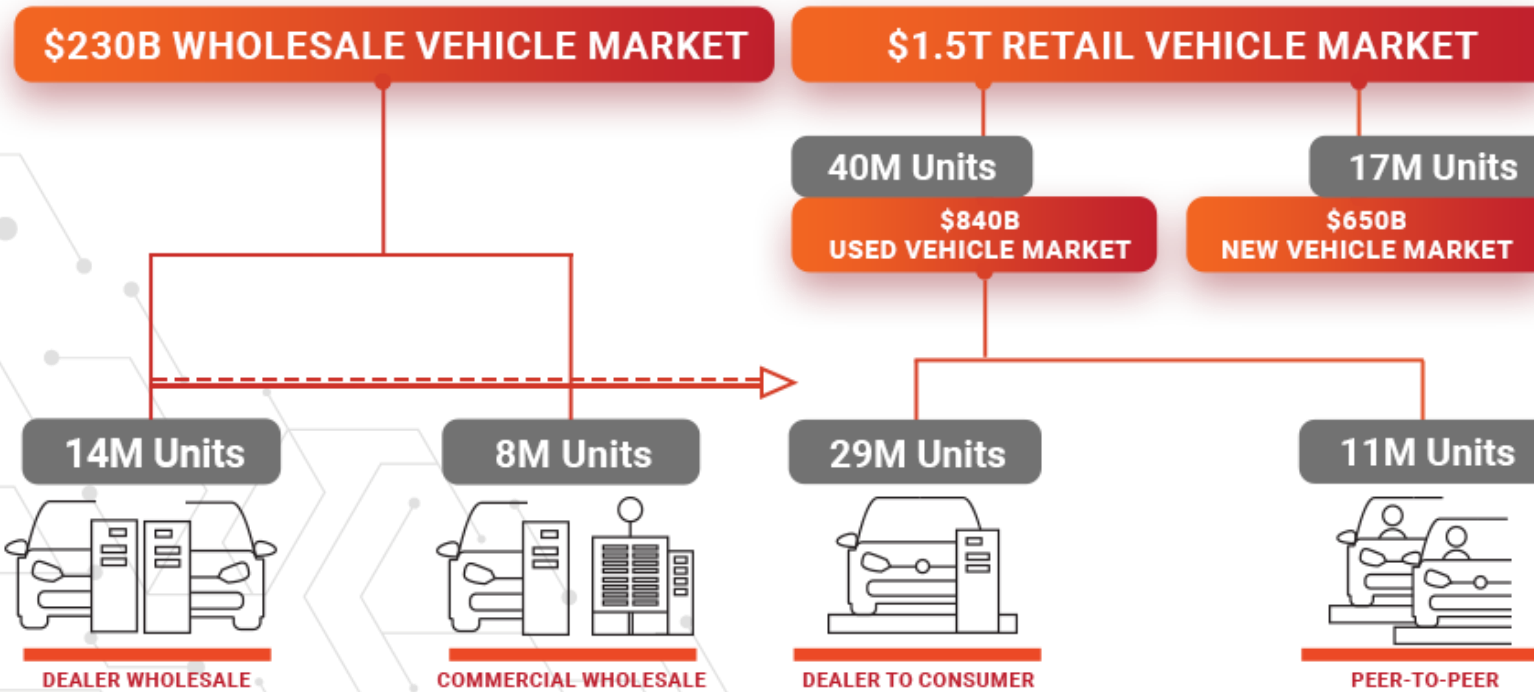 $230B WHOLESALE VEHICLE MARKET
$1.5T RETAIL VEHICLE MARKET
40M Units
17M Units
$840B
USED VEHICLE MARKET
$650B
NEW VEHICLE MARKET
14M Units
8M Units
29M Units
11M Units
DEALER WHOLESALE
COMMERCIAL WHOLESALE
DEALER TO CONSUMER
PEER-TO-PEER